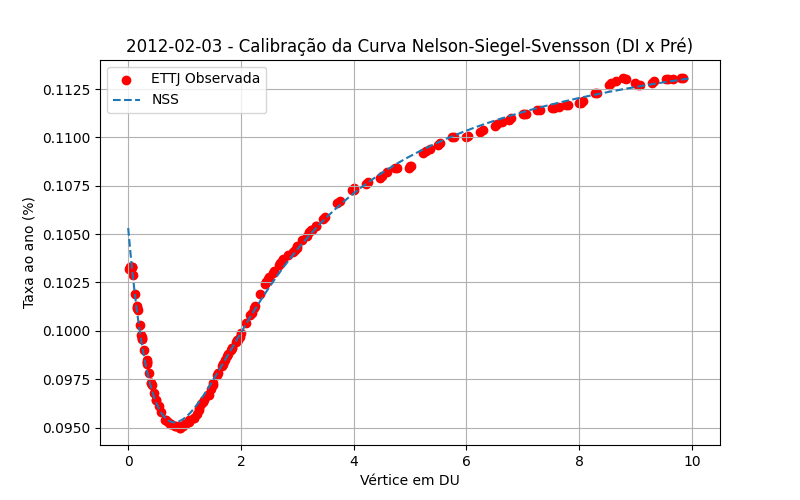 2012-02-03 - Calibração da Curva Nelson-Siegel-Svensson (DI x Pré)
ETTJ Observada
NSS
Taxa ao ano (%)
0.1125
0.1100
0.1075
0.1050
0.1025
0.1000
0.0975
0.0950
0 2 4 6 8 10
Vértice em DU